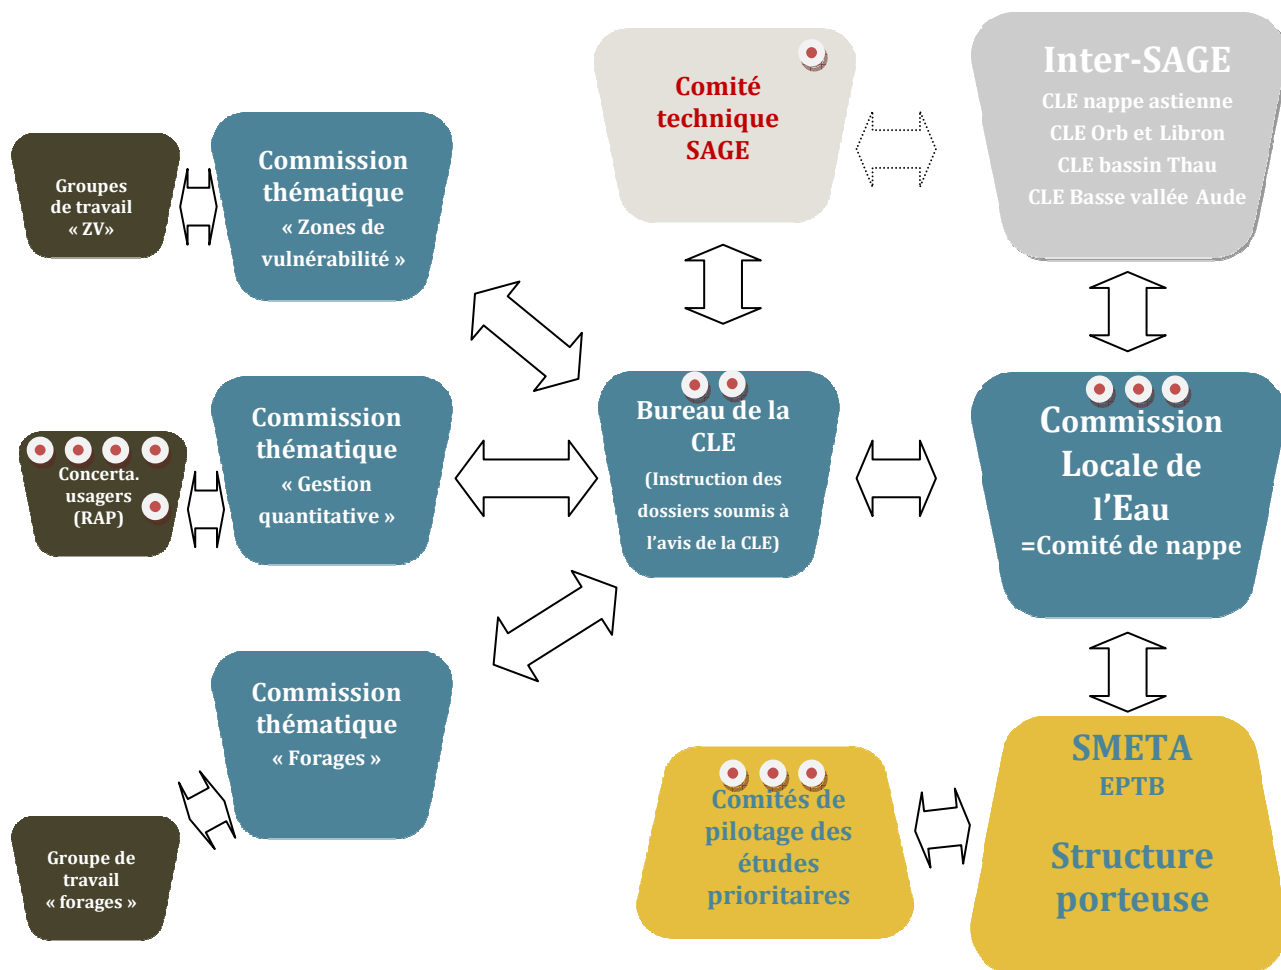 Comité
technique
SAGE
Inter-SAGE
CLE nappe astienne
CLE Orb et Libron
CLE bassin Thau
CLE Basse vallée Aude
Groupes
de travail
« ZV»
Commission
thématique
« Zones de
vulnérabilité »
Concerta.
usagers
(RAP)
Commission
thématique
« Gestion
quantitative »
Bureau de la
CLE
(Instruction des
dossiers soumis à
l'avis de la CLE)
Commission
Locale de
l'Eau
=Comité de nappe
Commission
thématique
« Forages »
Groupe de
travail
« forages »
Comités de
pilotage des
études
prioritaires
SMETA
EPTB
Structure
porteuse